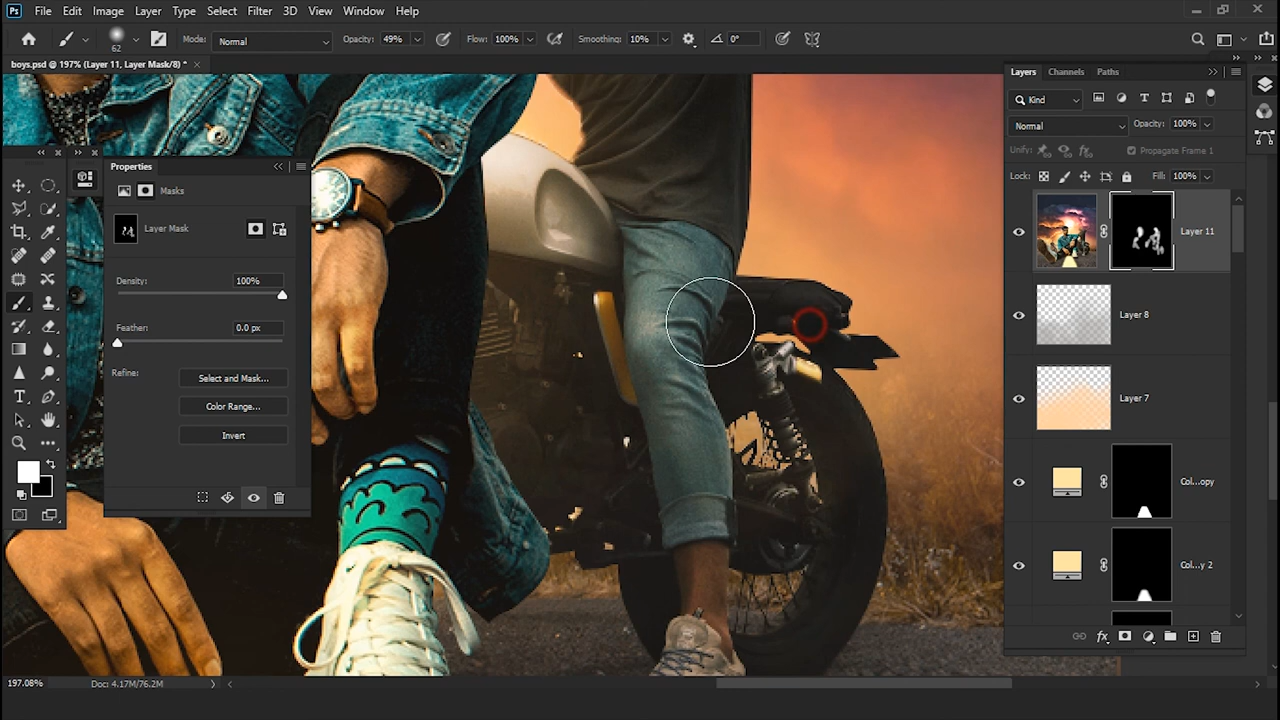 Ps File Edit Image Layer Type Select Filter 3D View Window Help
62 Mode: Normal Opacity: 49% Flow: 100% Smoothing: 10% 0°
boys.psd @ 197% (Layer 11, Layer Mask/8) * ×
Layers Channels Paths
Kind
Normal Opacity: 100%
Unify: Propagate Frame 1
Lock: Fill: 100%
Layer 11
Layer 8
Layer 7
Col...opy
Col...y 2
Properties
Masks
Layer Mask
Density: 100%
Feather: 0.0 px
Refine: Select and Mask...
Color Range...
Invert
197.08% Doc: 4.17M/76.2M